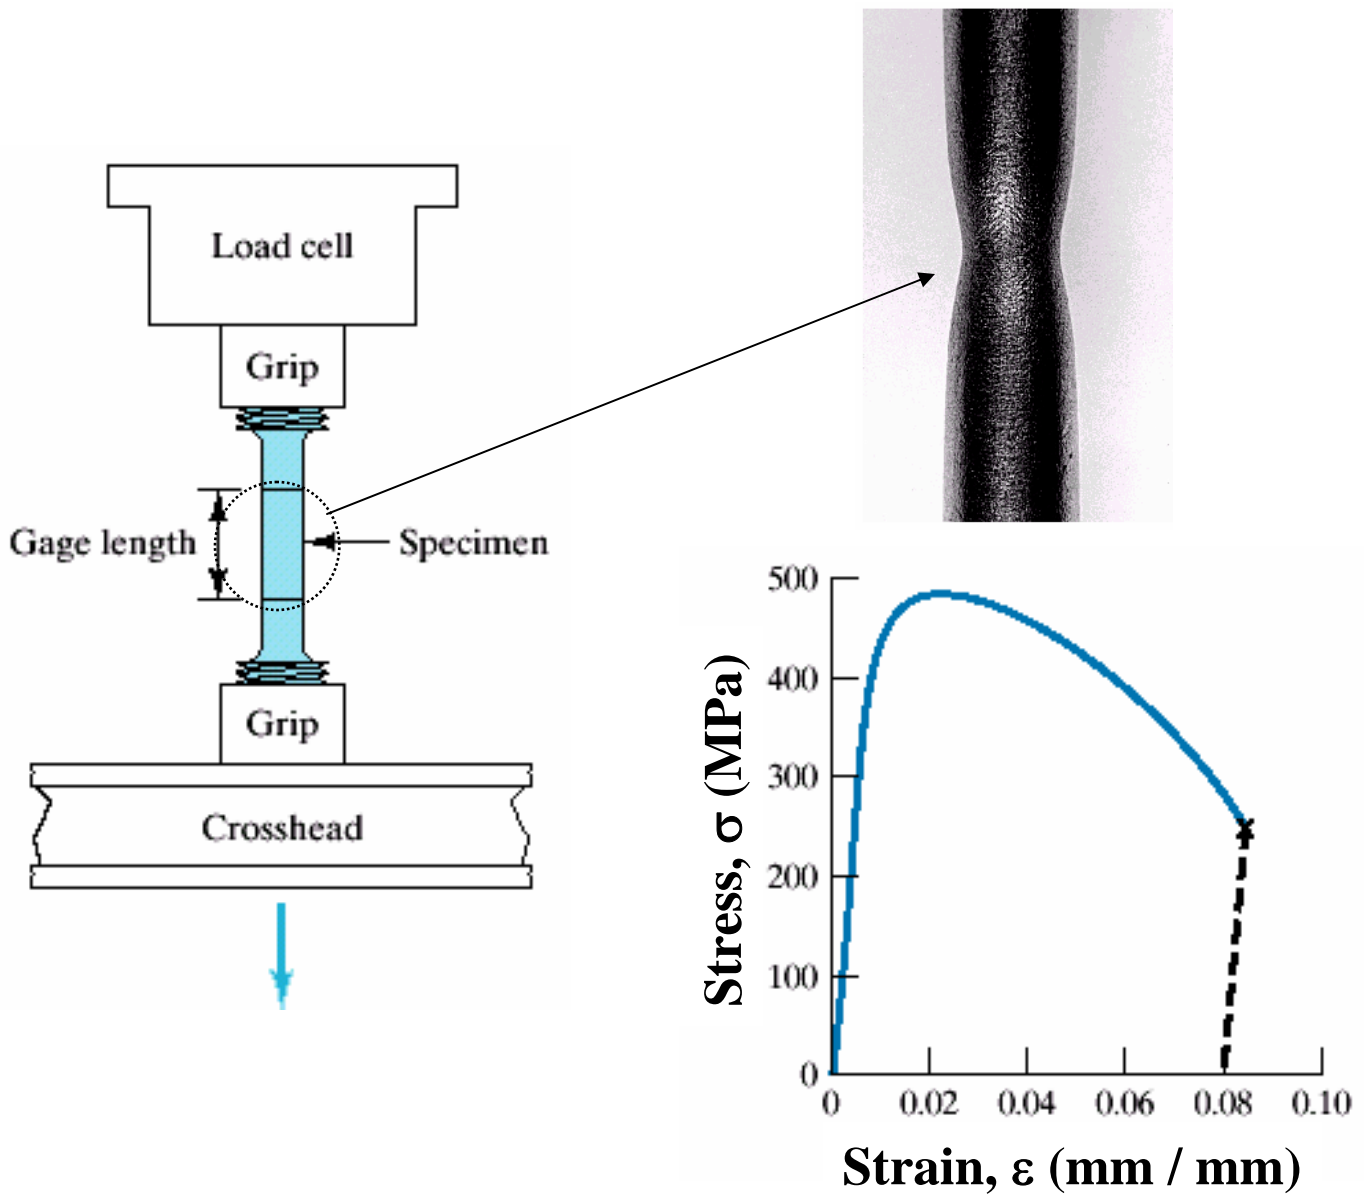 Load cell
Grip
Gage length
Specimen
Grip
Crosshead
500
400
300
200
100
0
Stress, σ (MPa)
0 0.02 0.04 0.06 0.08 0.10
Strain, ε (mm / mm)